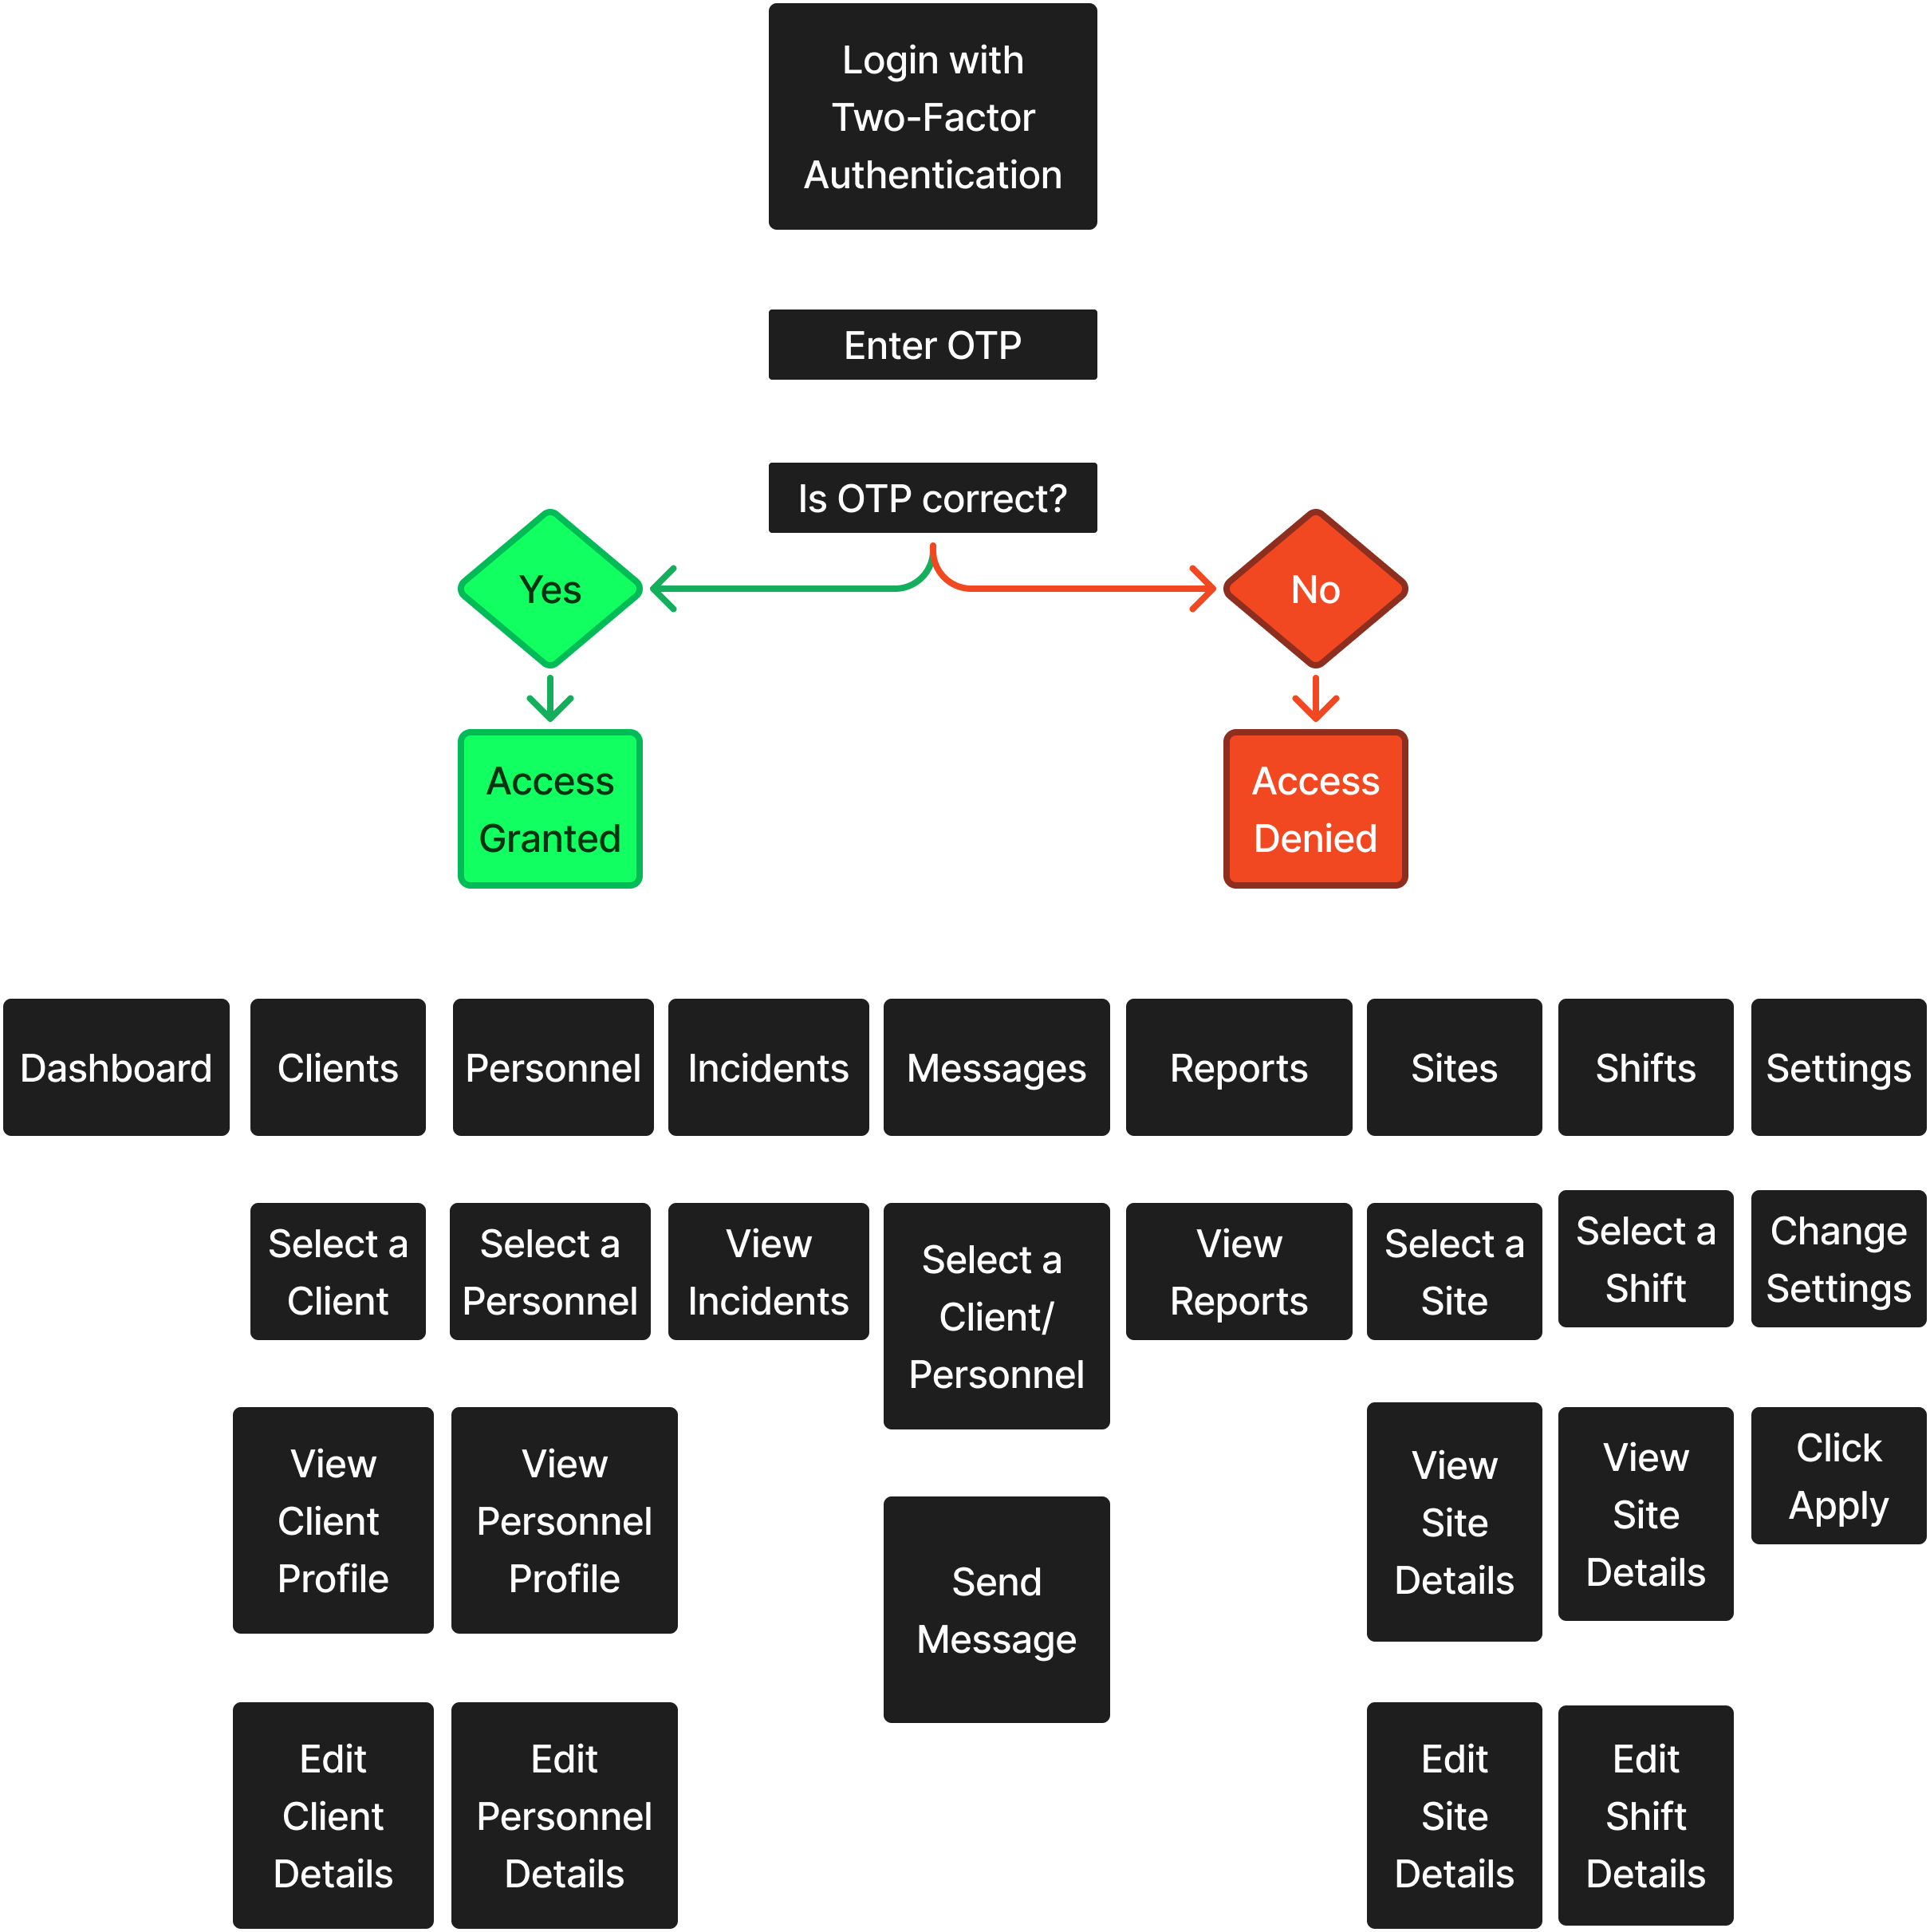 Login with
Two-Factor
Authentication
Enter OTP
Is OTP correct?
Yes
No
Access
Granted
Access
Denied
Dashboard
Clients
Personnel
Incidents
Messages
Reports
Sites
Shifts
Settings
Select a
Client
Select a
Personnel
View
Incidents
Select a
Client/
Personnel
View
Reports
Select a
Site
Select a
Shift
Change
Settings
View
Client
Profile
View
Personnel
Profile
Send
Message
View
Site
Details
View
Site
Details
Click
Apply
Edit
Client
Details
Edit
Personnel
Details
Edit
Site
Details
Edit
Shift
Details